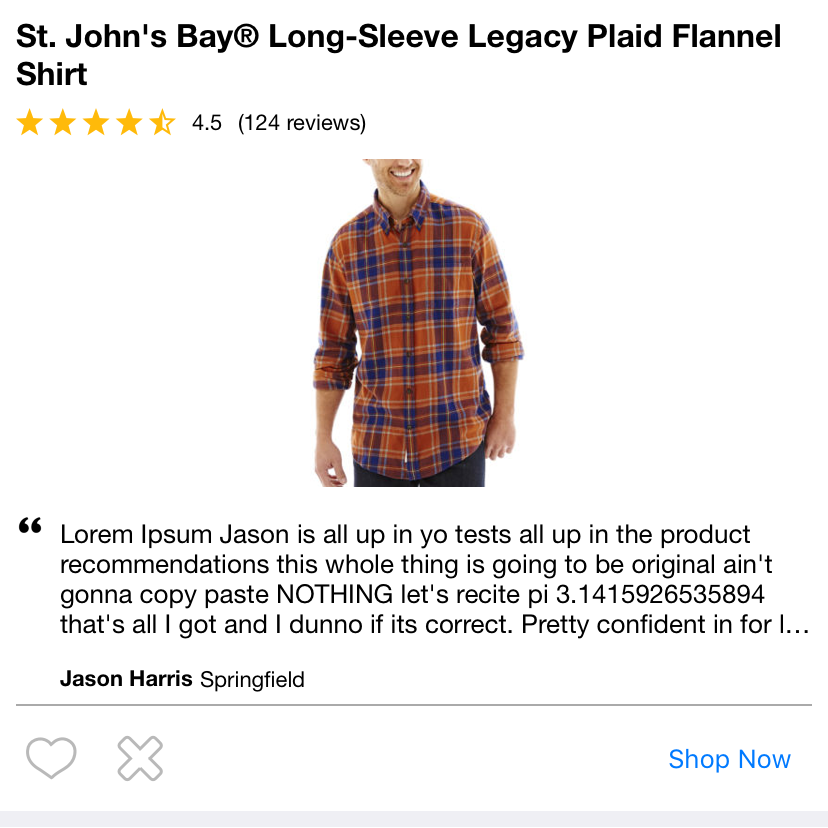 St. John's Bay® Long-Sleeve Legacy Plaid Flannel
Shirt
4.5 (124 reviews)
“ Lorem Ipsum Jason is all up in yo tests all up in the product
recommendations this whole thing is going to be original ain't
gonna copy paste NOTHING let's recite pi 3.1415926535894
that's all I got and I dunno if its correct. Pretty confident in for l...
Jason Harris Springfield
Shop Now